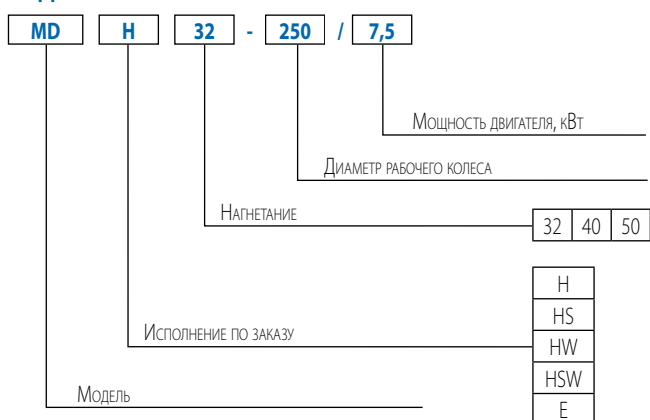 MD H 32 - 250 / 7,5
Мощность двигателя, кВт
Диаметр рабочего колеса
Нагнетание
32 40 50
H
HS
Исполнение по заказу
HW
HSW
Модель
E